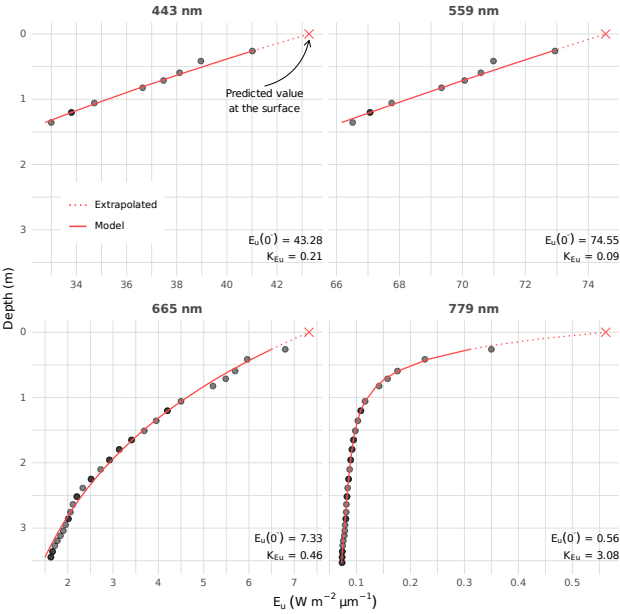 443 nm
559 nm
0
1
2
3
Depth (m)
Predicted value
at the surface
Extrapolated
Model
Eu(0-) = 43.28
KEu = 0.21
Eu(0-) = 74.55
KEu = 0.09
34 36 38 40 42
66 68 70 72 74
665 nm
779 nm
0
1
2
3
Eu(0-) = 7.33
KEu = 0.46
Eu(0-) = 0.56
KEu = 3.08
2 3 4 5 6 7
0.1 0.2 0.3 0.4 0.5
Eu (W m−2 µm−1)